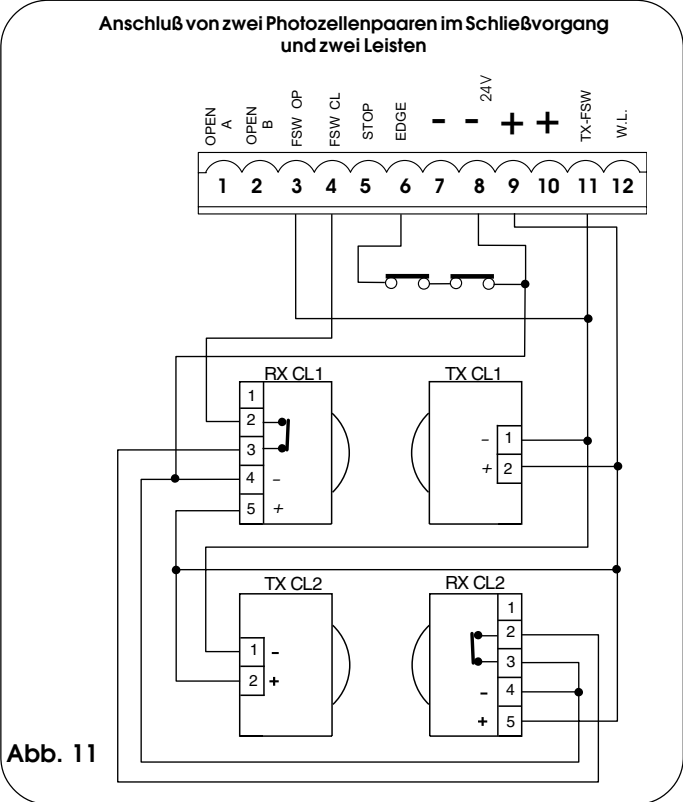 Anschluß von zwei Photozellenpaaren im Schließvorgang
und zwei Leisten
OPEN A
OPEN B
FSW OP
FSW CL
STOP
EDGE
- - 24V + +
TX-FSW
W.L.
1 2 3 4 5 6 7 8 9 10 11 12
RX CL1
1
2
3
4 -
5 +
TX CL1
- 1
+ 2
TX CL2
1 -
2 +
RX CL2
1
2
3
- 4
+ 5
Abb. 11